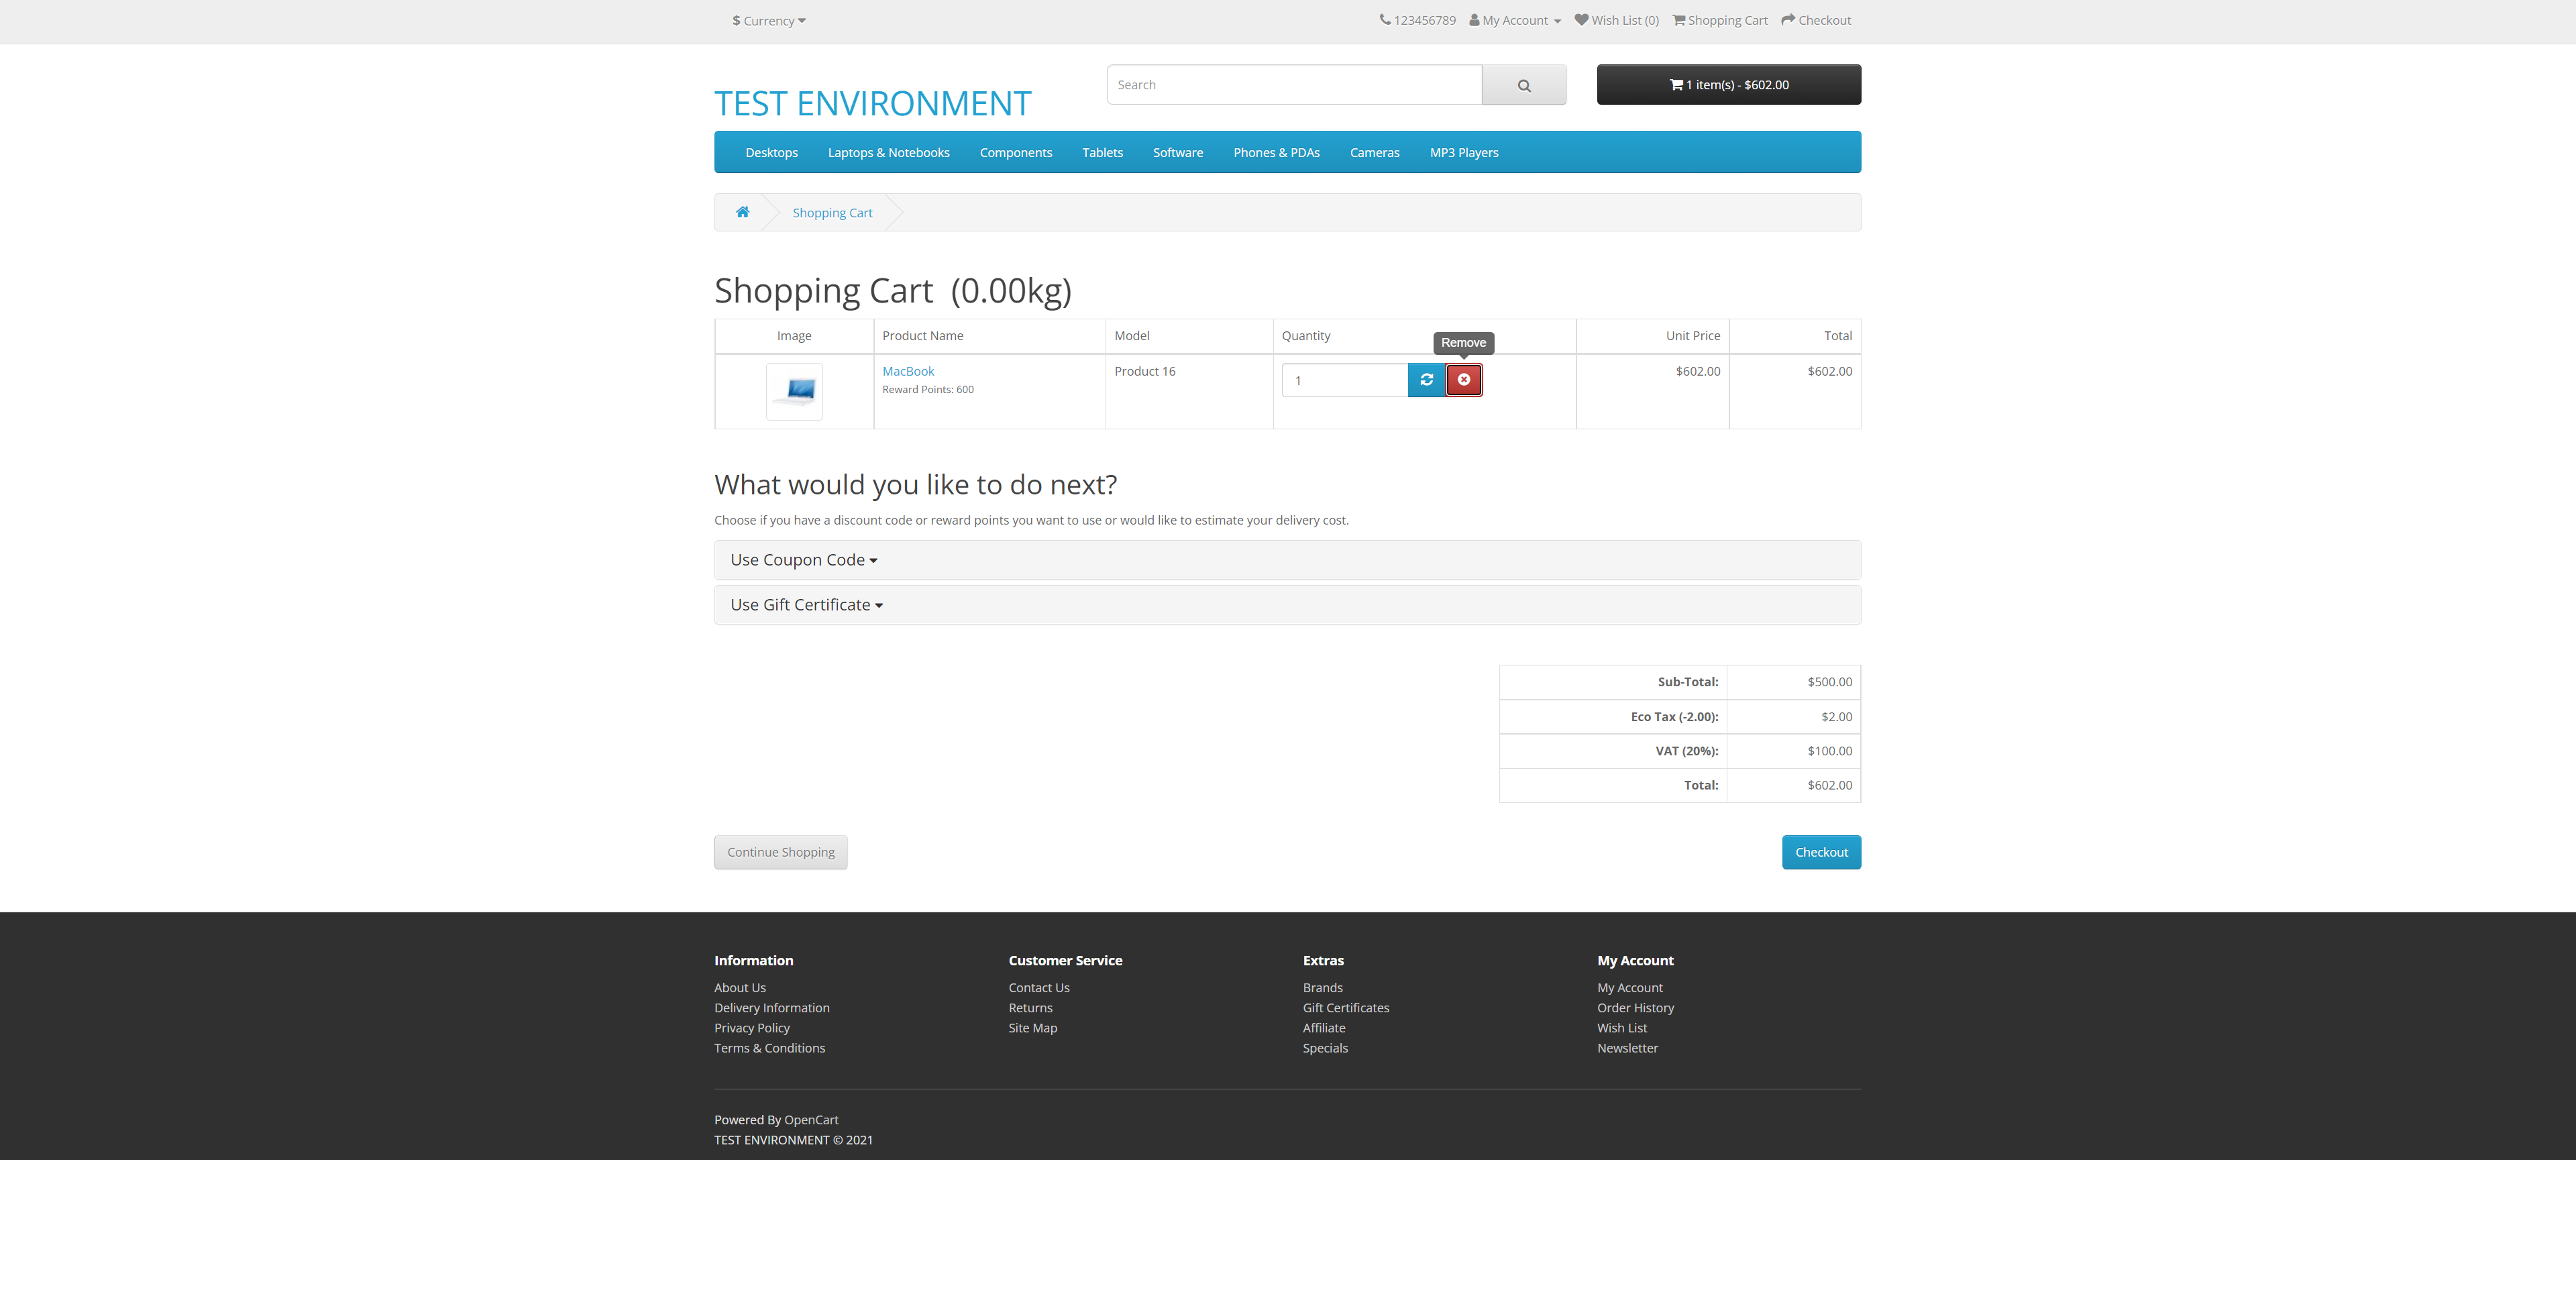 $ Currency
123456789 My Account Wish List (0) Shopping Cart Checkout
TEST ENVIRONMENT
Search
1 item(s) - $602.00
Desktops Laptops & Notebooks Components Tablets Software Phones & PDAs Cameras MP3 Players
Shopping Cart
Shopping Cart (0.00kg)
Image Product Name Model Quantity Unit Price Total
Remove
MacBook Product 16 1 $602.00 $602.00
Reward Points: 600
What would you like to do next?
Choose if you have a discount code or reward points you want to use or would like to estimate your delivery cost.
Use Coupon Code
Use Gift Certificate
Sub-Total: $500.00
Eco Tax (-2.00): $2.00
VAT (20%): $100.00
Total: $602.00
Continue Shopping Checkout
Information
About Us
Delivery Information
Privacy Policy
Terms & Conditions
Customer Service
Contact Us
Returns
Site Map
Extras
Brands
Gift Certificates
Affiliate
Specials
My Account
My Account
Order History
Wish List
Newsletter
Powered By OpenCart
TEST ENVIRONMENT © 2021